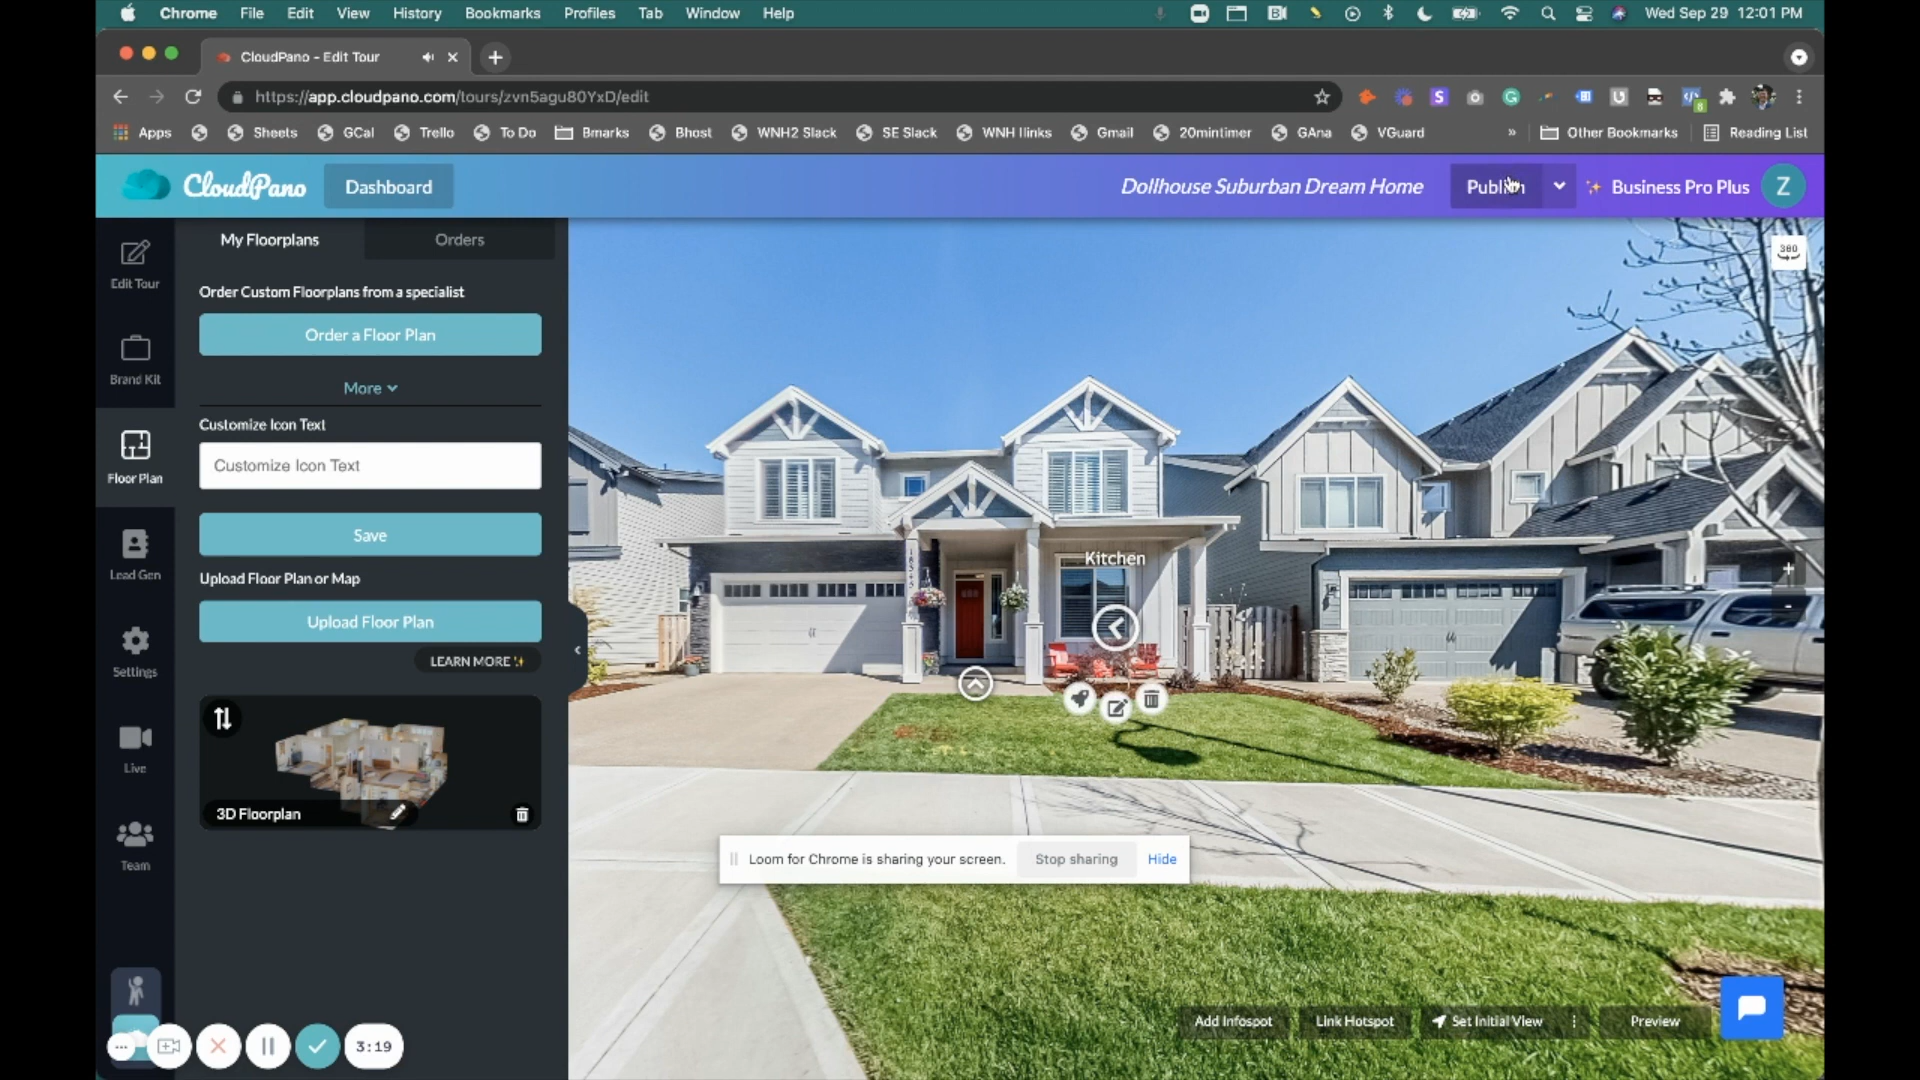 Chrome File Edit View History Bookmarks Profiles Tab Window Help Wed Sep 29 12:01 PM
CloudPano - Edit Tour
https://app.cloudpano.com/tours/zvn5agu80YxD/edit
Apps Sheets GCal Trello To Do Bmarks Bhost WNH2 Slack SE Slack WNH llinks Gmail 20mintimer GAna VGuard » Other Bookmarks Reading List
CloudPano Dashboard Dollhouse Suburban Dream Home Publish Business Pro Plus Z
My Floorplans Orders
360
Edit Tour
Order Custom Floorplans from a specialist
Order a Floor Plan
Brand Kit
More
Customize Icon Text
Customize Icon Text
Floor Plan
Save
Kitchen
Lead Gen
Upload Floor Plan or Map
Upload Floor Plan
LEARN MORE
Settings
Live
3D Floorplan
Team
Loom for Chrome is sharing your screen. Stop sharing Hide
Add Infospot Link Hotspot Set Initial View Preview
3:19